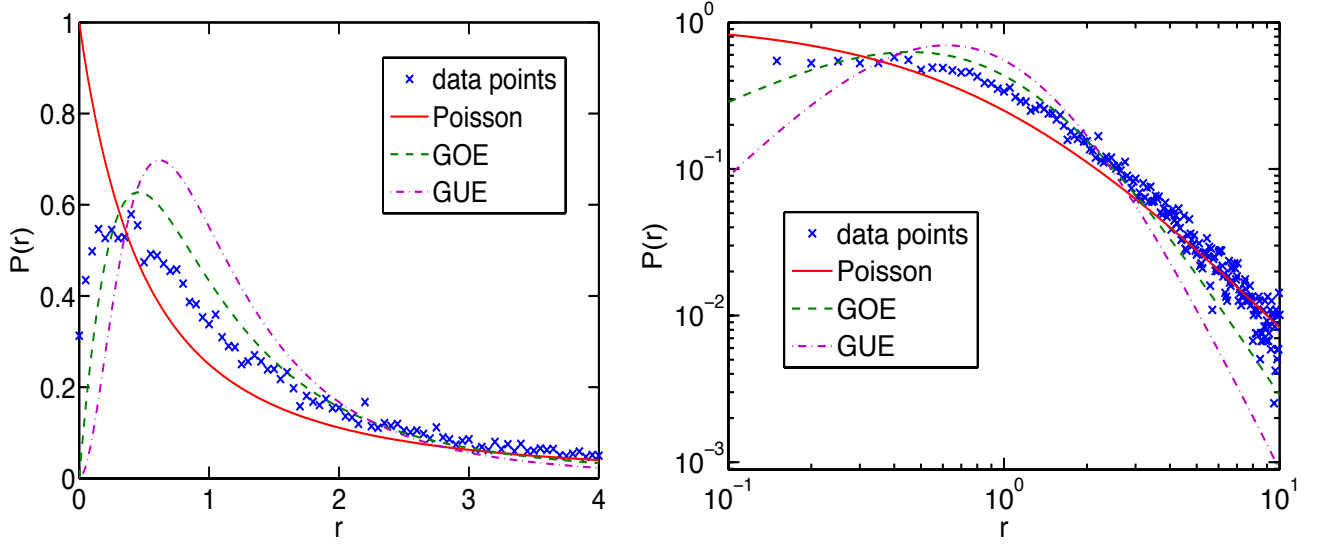 P(r)
1
0.8
0.6
0.4
0.2
0
0
1
2
3
4
r
× data points
Poisson
GOE
GUE
P(r)
10^0
10^-1
10^-2
10^-3
10^-1
10^0
10^1
r
× data points
Poisson
GOE
GUE